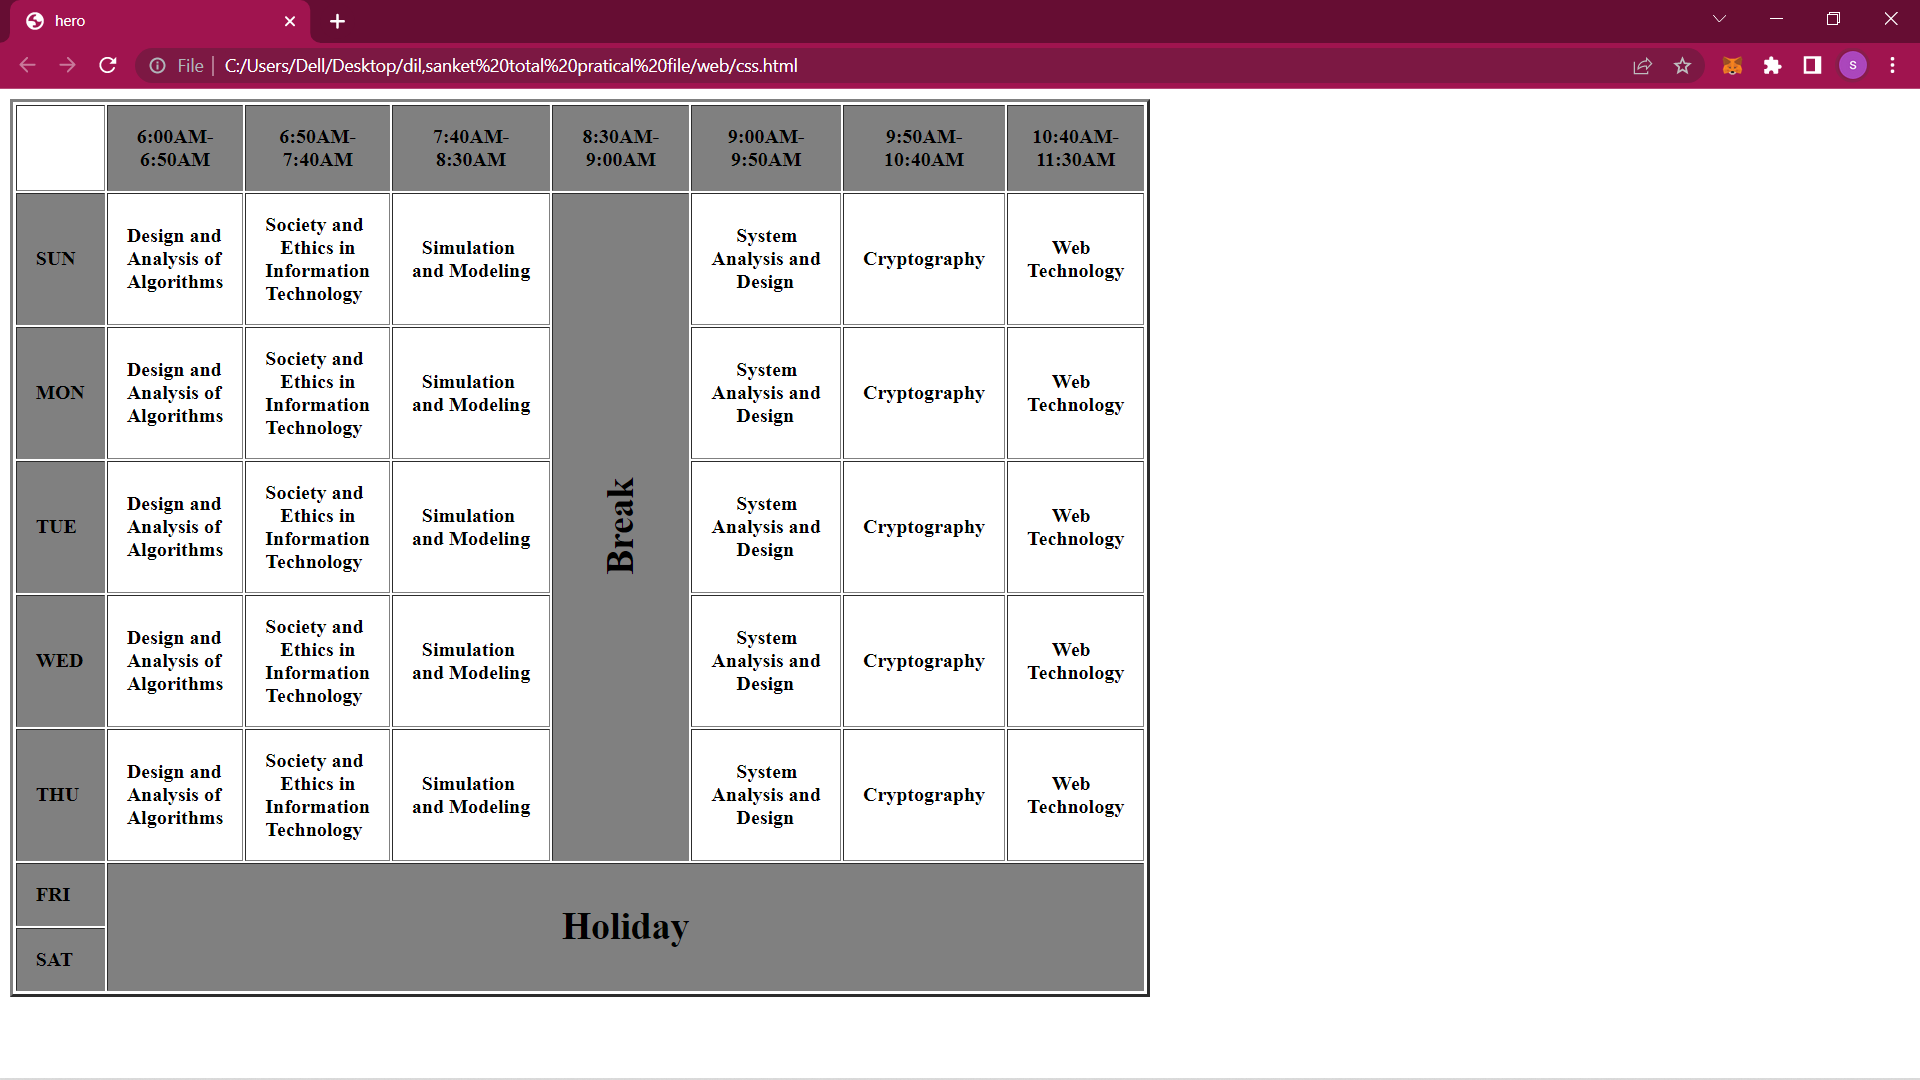 hero
File
C:/Users/Dell/Desktop/dil,sanket%20total%20pratical%20file/web/css.html
S
6:00AM-
6:50AM
6:50AM-
7:40AM
7:40AM-
8:30AM
8:30AM-
9:00AM
9:00AM-
9:50AM
9:50AM-
10:40AM
10:40AM-
11:30AM
SUN
Design and
Analysis of
Algorithms
Society and
Ethics in
Information
Technology
Simulation
and Modeling
Break
System
Analysis and
Design
Cryptography
Web
Technology
MON
Design and
Analysis of
Algorithms
Society and
Ethics in
Information
Technology
Simulation
and Modeling
System
Analysis and
Design
Cryptography
Web
Technology
TUE
Design and
Analysis of
Algorithms
Society and
Ethics in
Information
Technology
Simulation
and Modeling
System
Analysis and
Design
Cryptography
Web
Technology
WED
Design and
Analysis of
Algorithms
Society and
Ethics in
Information
Technology
Simulation
and Modeling
System
Analysis and
Design
Cryptography
Web
Technology
THU
Design and
Analysis of
Algorithms
Society and
Ethics in
Information
Technology
Simulation
and Modeling
System
Analysis and
Design
Cryptography
Web
Technology
FRI
Holiday
SAT